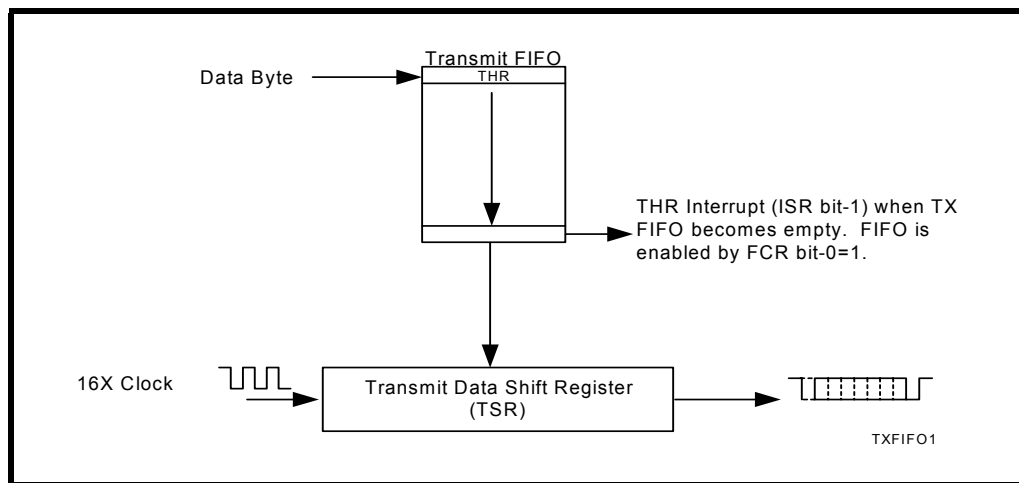 Transmit FIFO
Data Byte
THR
THR Interrupt (ISR bit-1) when TX
FIFO becomes empty. FIFO is
enabled by FCR bit-0=1.
16X Clock
Transmit Data Shift Register
(TSR)
TXFIFO1